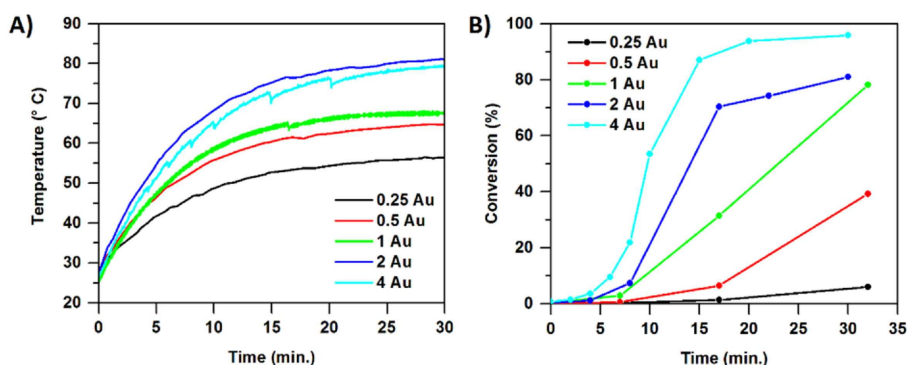 A)
90
80
70
60
50
40
30
20
Temperature (° C)
0.25 Au
0.5 Au
1 Au
2 Au
4 Au
0 5 10 15 20 25 30
Time (min.)
B)
100
80
60
40
20
0
Conversion (%)
0.25 Au
0.5 Au
1 Au
2 Au
4 Au
0 5 10 15 20 25 30 35
Time (min.)